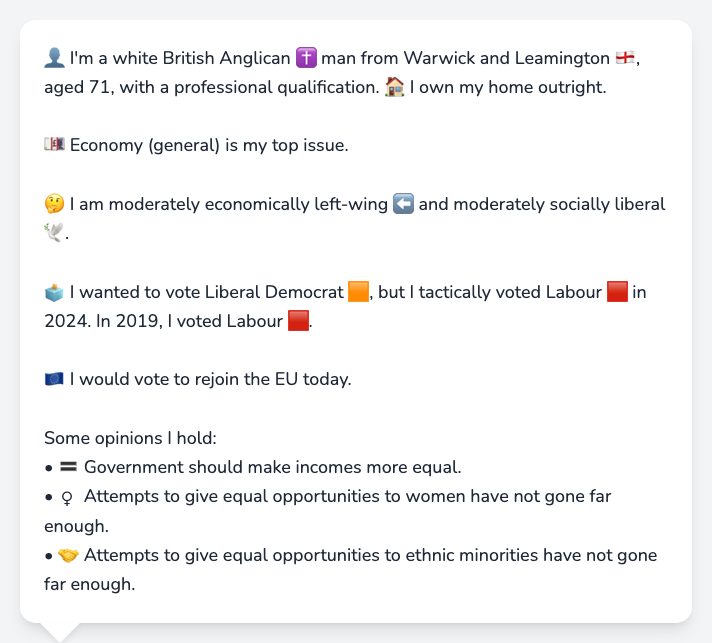 👤 I'm a white British Anglican ✝️ man from Warwick and Leamington 🏴󠁧󠁢󠁥󠁮󠁧󠁿,
aged 71, with a professional qualification. 🏠 I own my home outright.
💷 Economy (general) is my top issue.
🤔 I am moderately economically left-wing ⬅️ and moderately socially liberal
🕊️.
🗳️ I wanted to vote Liberal Democrat 🟧, but I tactically voted Labour 🟥 in
2024. In 2019, I voted Labour 🟥.
🇪🇺 I would vote to rejoin the EU today.
Some opinions I hold:
• 🟰 Government should make incomes more equal.
• ♀ Attempts to give equal opportunities to women have not gone far
enough.
• 🤝 Attempts to give equal opportunities to ethnic minorities have not gone
far enough.